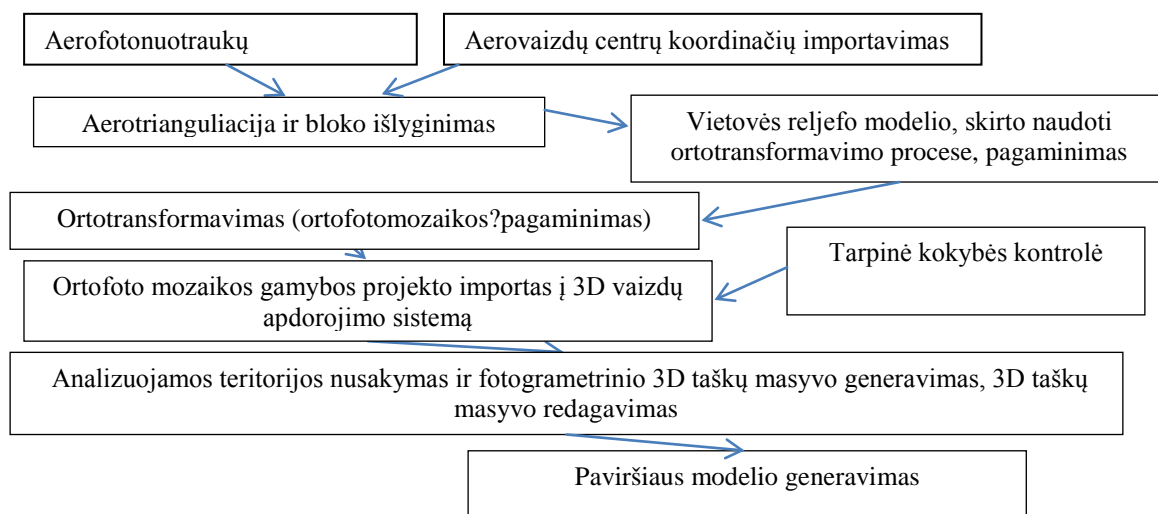 Aerofotonuotraukų
Aerovaizdų centrų koordinačių importavimas
Aerotrianguliacija ir bloko išlyginimas
Vietovės reljefo modelio, skirto naudoti
ortotransformavimo procese, pagaminimas
Ortotransformavimas (ortofotomozaikos?pagaminimas)
Tarpinė kokybės kontrolė
Ortofoto mozaikos gamybos projekto importas į 3D vaizdų
apdorojimo sistemą
Analizuojamos teritorijos nusakymas ir fotogrametrinio 3D taškų masyvo generavimas, 3D taškų
masyvo redagavimas
Paviršiaus modelio generavimas